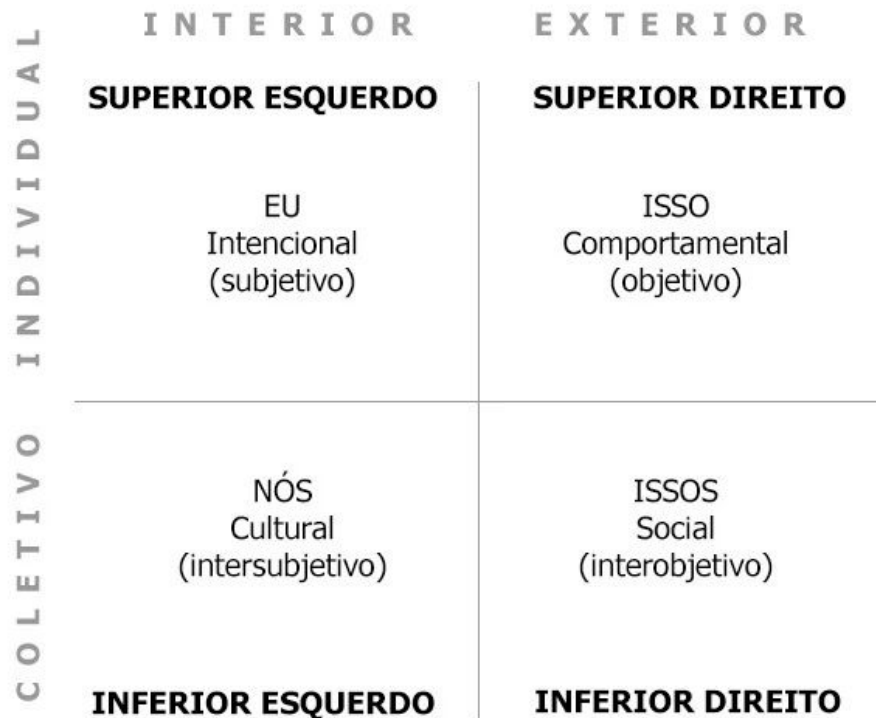 INTERIOR
EXTERIOR
INDIVIDUAL
SUPERIOR ESQUERDO
SUPERIOR DIREITO
EU
Intencional
(subjetivo)
ISSO
Comportamental
(objetivo)
COLETIVO
NÓS
Cultural
(intersubjetivo)
ISSOS
Social
(interobjetivo)
INFERIOR ESQUERDO
INFERIOR DIREITO